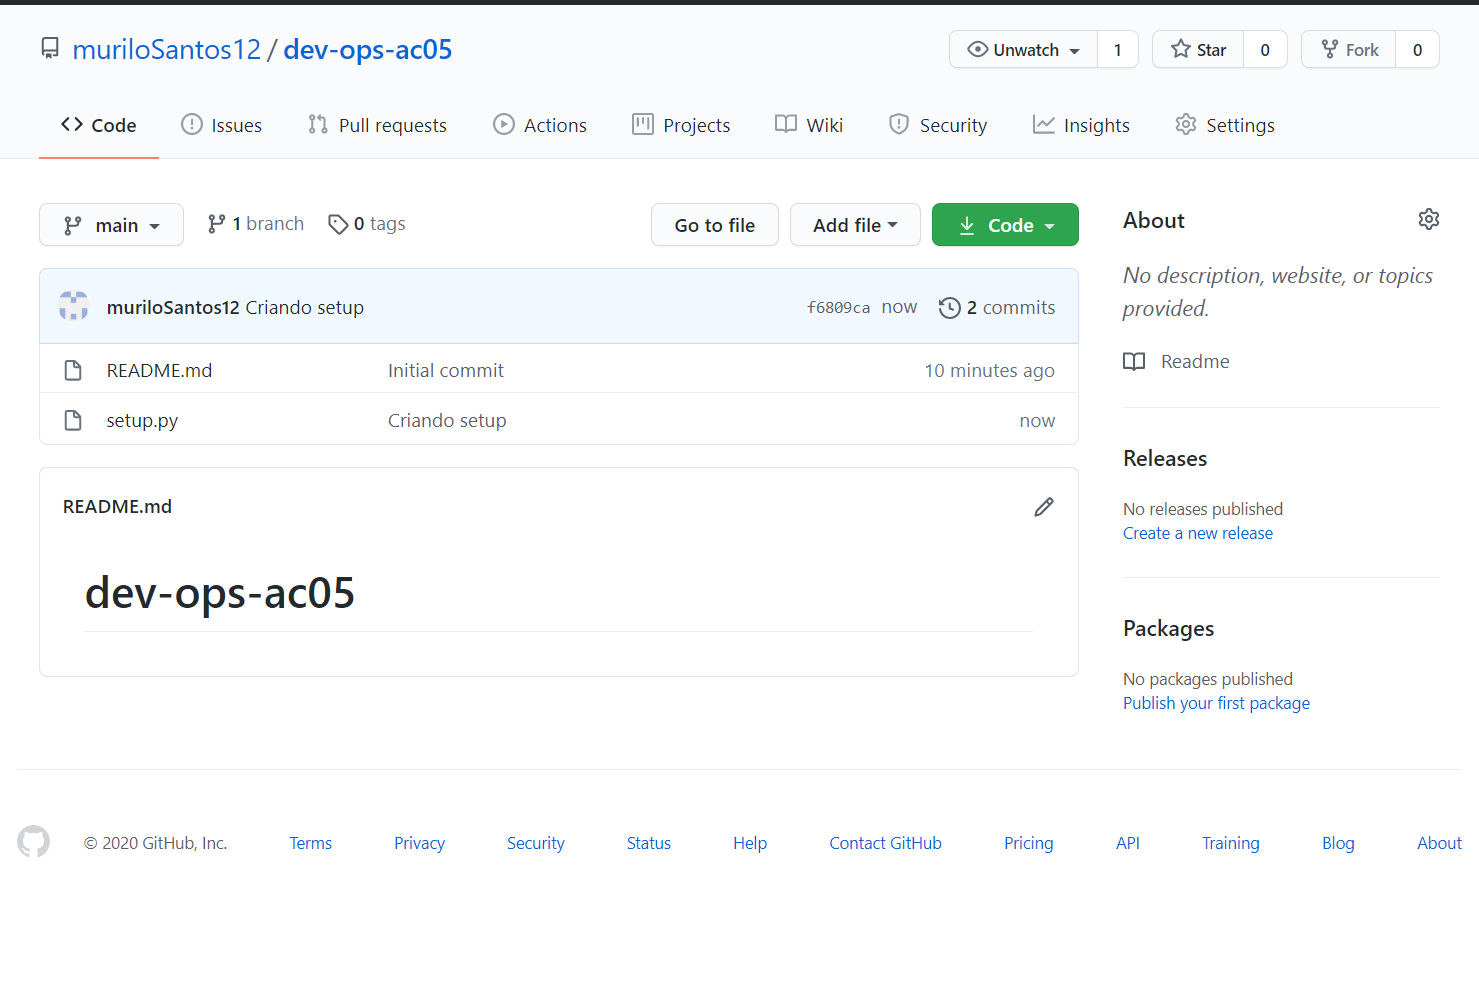 muriloSantos12 / dev-ops-ac05
Unwatch 1 Star 0 Fork 0
Code Issues Pull requests Actions Projects Wiki Security Insights Settings
main 1 branch 0 tags Go to file Add file Code
muriloSantos12 Criando setup f6809ca now 2 commits
README.md Initial commit 10 minutes ago
setup.py Criando setup now
README.md
dev-ops-ac05
About
No description, website, or topics
provided.
Readme
Releases
No releases published
Create a new release
Packages
No packages published
Publish your first package
© 2020 GitHub, Inc. Terms Privacy Security Status Help Contact GitHub Pricing API Training Blog About